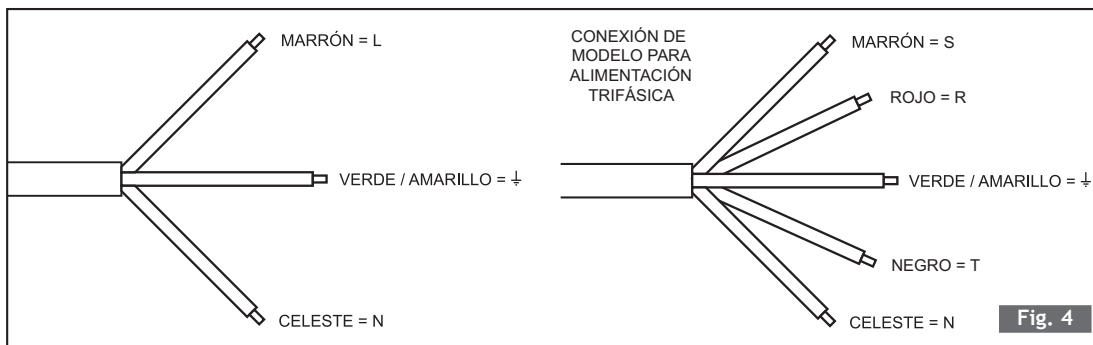 MARRÓN = L
VERDE / AMARILLO = ⏚
CELESTE = N
CONEXIÓN DE
MODELO PARA
ALIMENTACIÓN
TRIFÁSICA
MARRÓN = S
ROJO = R
VERDE / AMARILLO = ⏚
NEGRO = T
CELESTE = N
Fig. 4